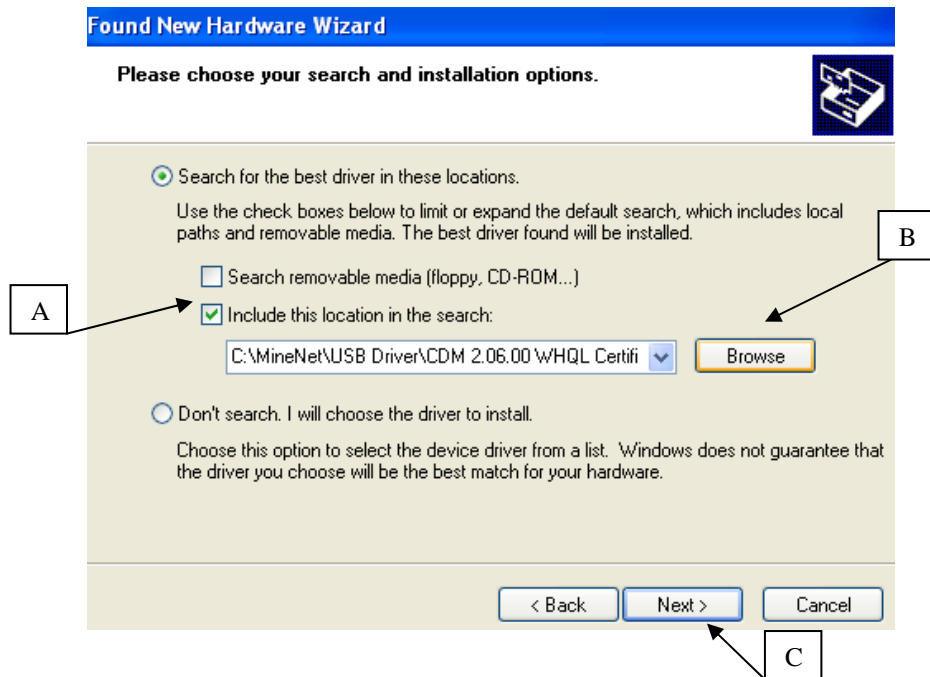 Found New Hardware Wizard
Please choose your search and installation options.
Search for the best driver in these locations.
Use the check boxes below to limit or expand the default search, which includes local
paths and removable media. The best driver found will be installed.
B
Search removable media (floppy, CD-ROM...)
A
Include this location in the search:
C:\MineNet\USB Driver\CDM 2.06.00 WHQL Certifi
Browse
Don't search. I will choose the driver to install.
Choose this option to select the device driver from a list. Windows does not guarantee that
the driver you choose will be the best match for your hardware.
< Back
Next >
Cancel
C